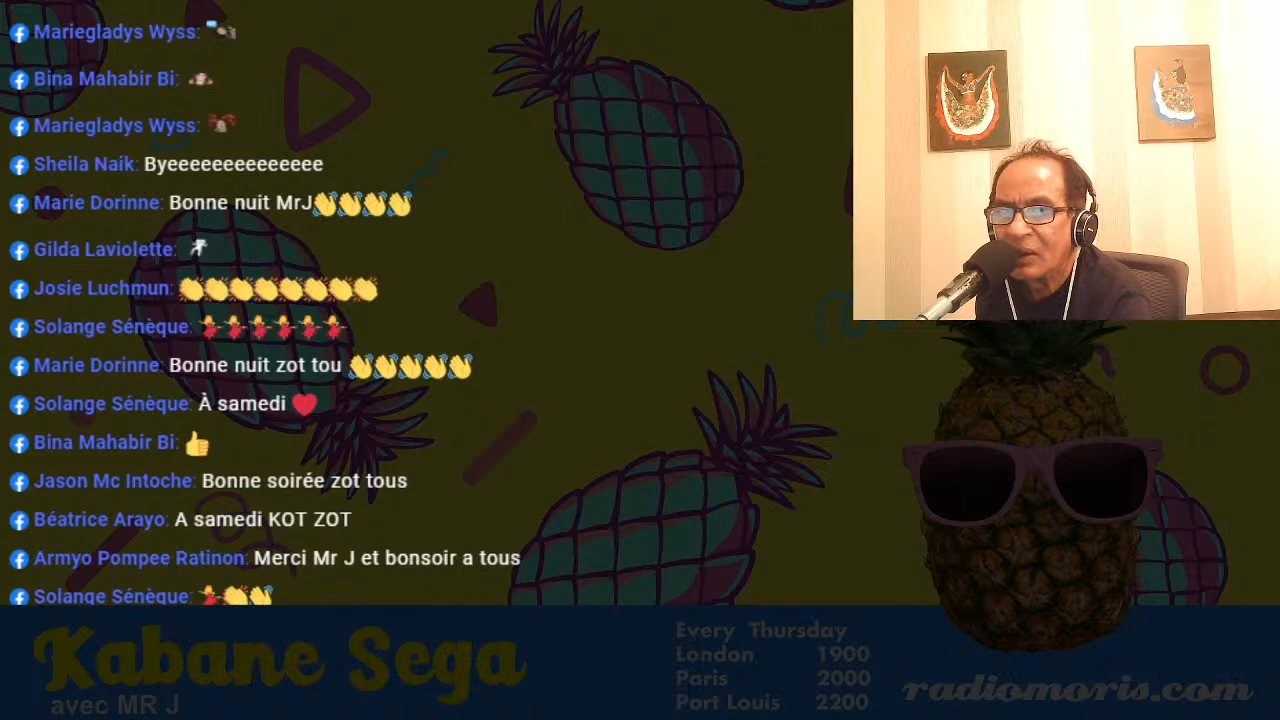 Mariegladys Wyss:
Bina Mahabir Bi:
Mariegladys Wyss:
Sheila Naik: Byeeeeeeeeeeeeee
Marie Dorinne: Bonne nuit MrJ👋👋👋👋
Gilda Laviolette:
Josie Luchmun: 👏👏👏👏👏👏👏👏
Solange Sénèque: 💃💃💃💃💃💃
Marie Dorinne: Bonne nuit zot tou 👋👋👋👋👋
Solange Sénèque: À samedi ❤️
Bina Mahabir Bi: 👍
Jason Mc Intoche: Bonne soirée zot tous
Béatrice Arayo: A samedi KOT ZOT
Armyo Pompee Ratinon: Merci Mr J et bonsoir a tous
Solange Sénèque: 💃👏👋
Kabane Sega
avec MR J
Every Thursday
London 1900
Paris 2000
Port Louis 2200
radiomoris.com